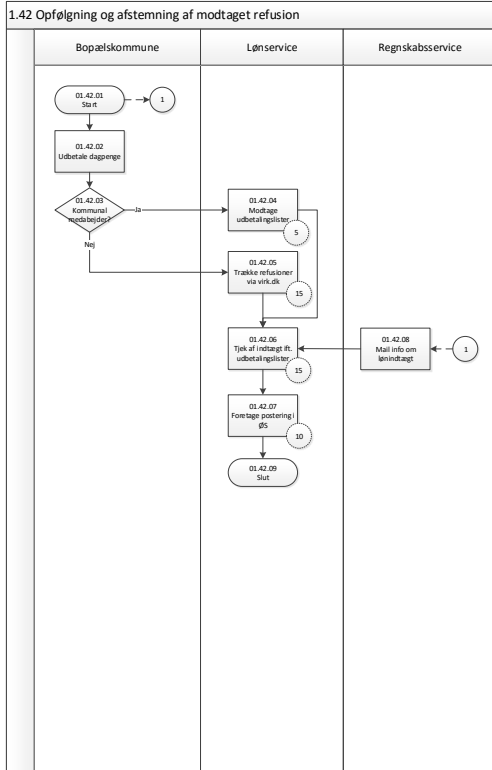 1.42 Opfølgning og afstemning af modtaget refusion
Bopælskommune
Lønservice
Regnskabsservice
01.42.01
Start
1
01.42.02
Udbetale dagpenge
01.42.03
Kommunal
medabejder?
Ja
Nej
01.42.04
Modtage
udbetalingslister
5
01.42.05
Trække refusioner
via virk.dk
15
01.42.06
Tjek af indtægt ift.
udbetalingslister
15
01.42.08
Mail info om
lønindtægt
1
01.42.07
Foretage postering i
ØS
10
01.42.09
Slut